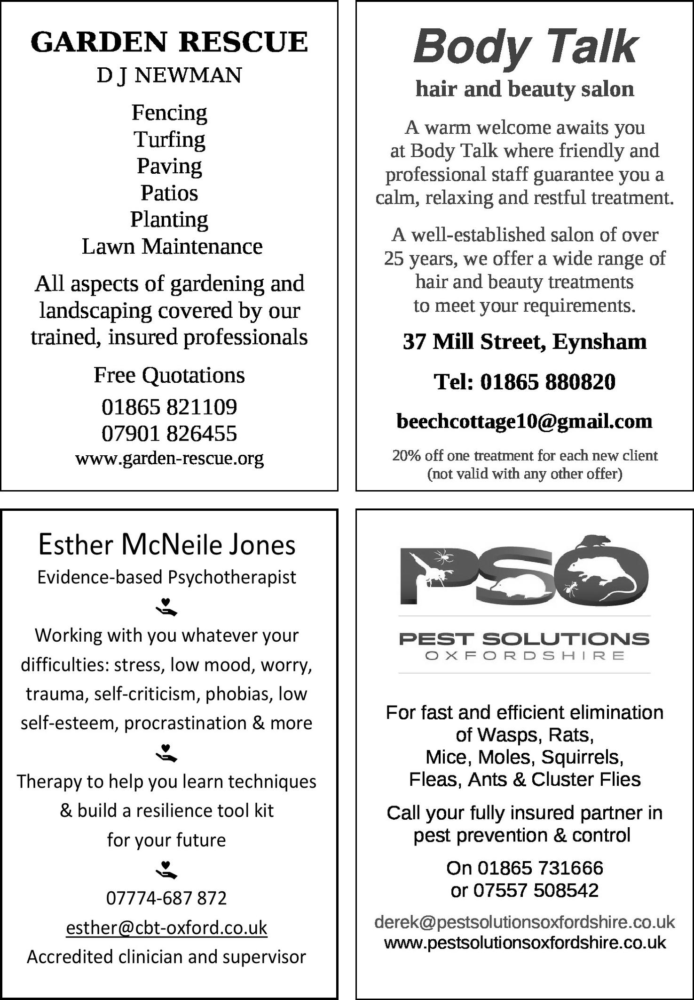 GARDEN RESCUE
D J NEWMAN
Fencing
Turfing
Paving
Patios
Planting
Lawn Maintenance
All aspects of gardening and
landscaping covered by our
trained, insured professionals
Free Quotations
01865 821109
07901 826455
www.garden-rescue.org
Body Talk
hair and beauty salon
A warm welcome awaits you
at Body Talk where friendly and
professional staff guarantee you a
calm, relaxing and restful treatment.
A well-established salon of over
25 years, we offer a wide range of
hair and beauty treatments
to meet your requirements.
37 Mill Street, Eynsham
Tel: 01865 880820
beechcottage10@gmail.com
20% off one treatment for each new client
(not valid with any other offer)
Esther McNeile Jones
Evidence-based Psychotherapist
Working with you whatever your
difficulties: stress, low mood, worry,
trauma, self-criticism, phobias, low
self-esteem, procrastination & more
Therapy to help you learn techniques
& build a resilience tool kit
for your future
07774-687 872
esther@cbt-oxford.co.uk
Accredited clinician and supervisor
PSO
PEST SOLUTIONS
OXFORDSHIRE
For fast and efficient elimination
of Wasps, Rats,
Mice, Moles, Squirrels,
Fleas, Ants & Cluster Flies
Call your fully insured partner in
pest prevention & control
On 01865 731666
or 07557 508542
derek@pestsolutionsoxfordshire.co.uk
www.pestsolutionsoxfordshire.co.uk